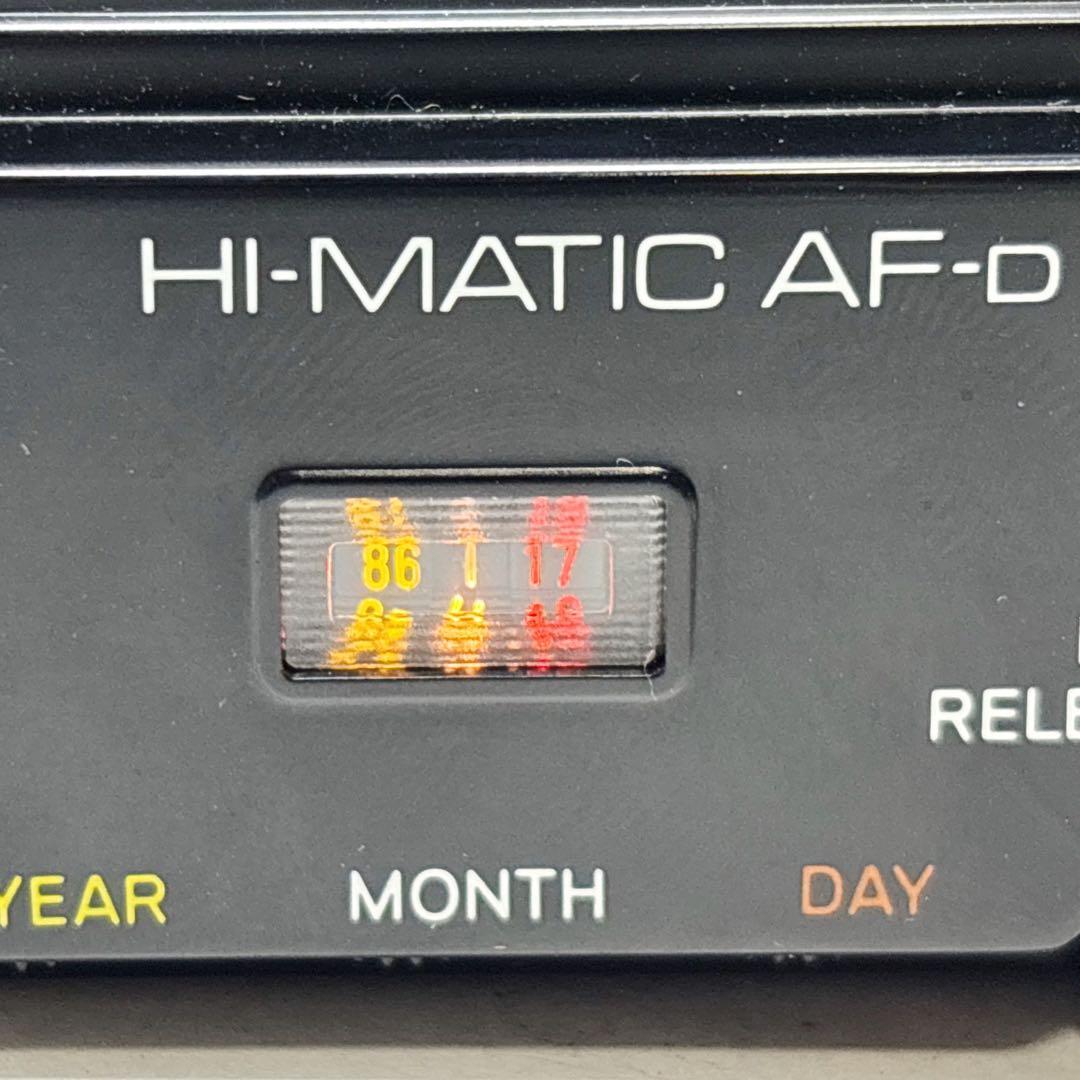 HI-MATIC AF-D
86 1 17
RELE
YEAR MONTH DAY